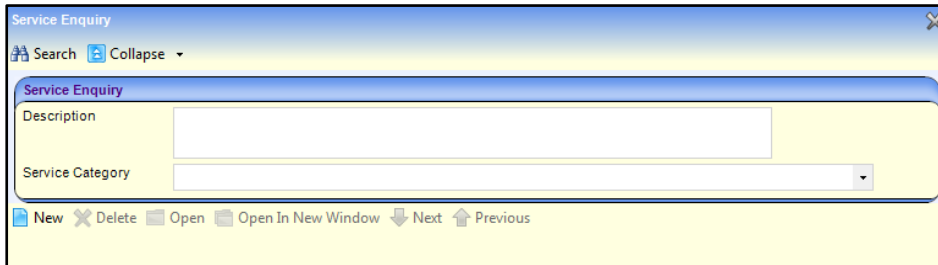 Service Enquiry
Search Collapse
Service Enquiry
Description
Service Category
New Delete Open Open In New Window Next Previous